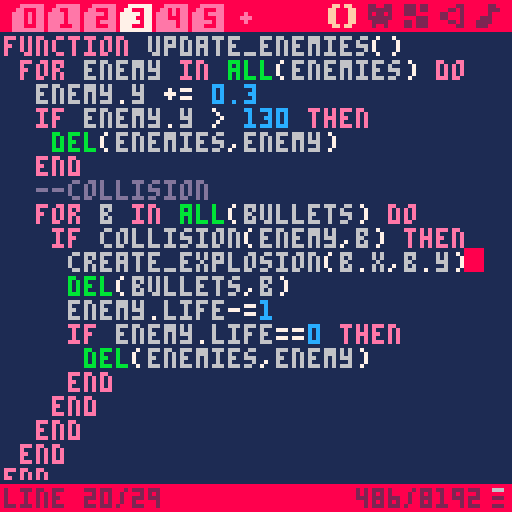 0 1 2 3 4 5 + ()
FUNCTION UPDATE_ENEMIES()
FOR ENEMY IN ALL(ENEMIES) DO
ENEMY.Y += 0.3
IF ENEMY.Y > 130 THEN
DEL(ENEMIES,ENEMY)
END
--COLLISION
FOR B IN ALL(BULLETS) DO
IF COLLISION(ENEMY,B) THEN
CREATE_EXPLOSION(B.X,B.Y)
DEL(BULLETS,B)
ENEMY.LIFE-=1
IF ENEMY.LIFE==0 THEN
DEL(ENEMIES,ENEMY)
END
END
END
END
END
LINE 20/29 486/8192